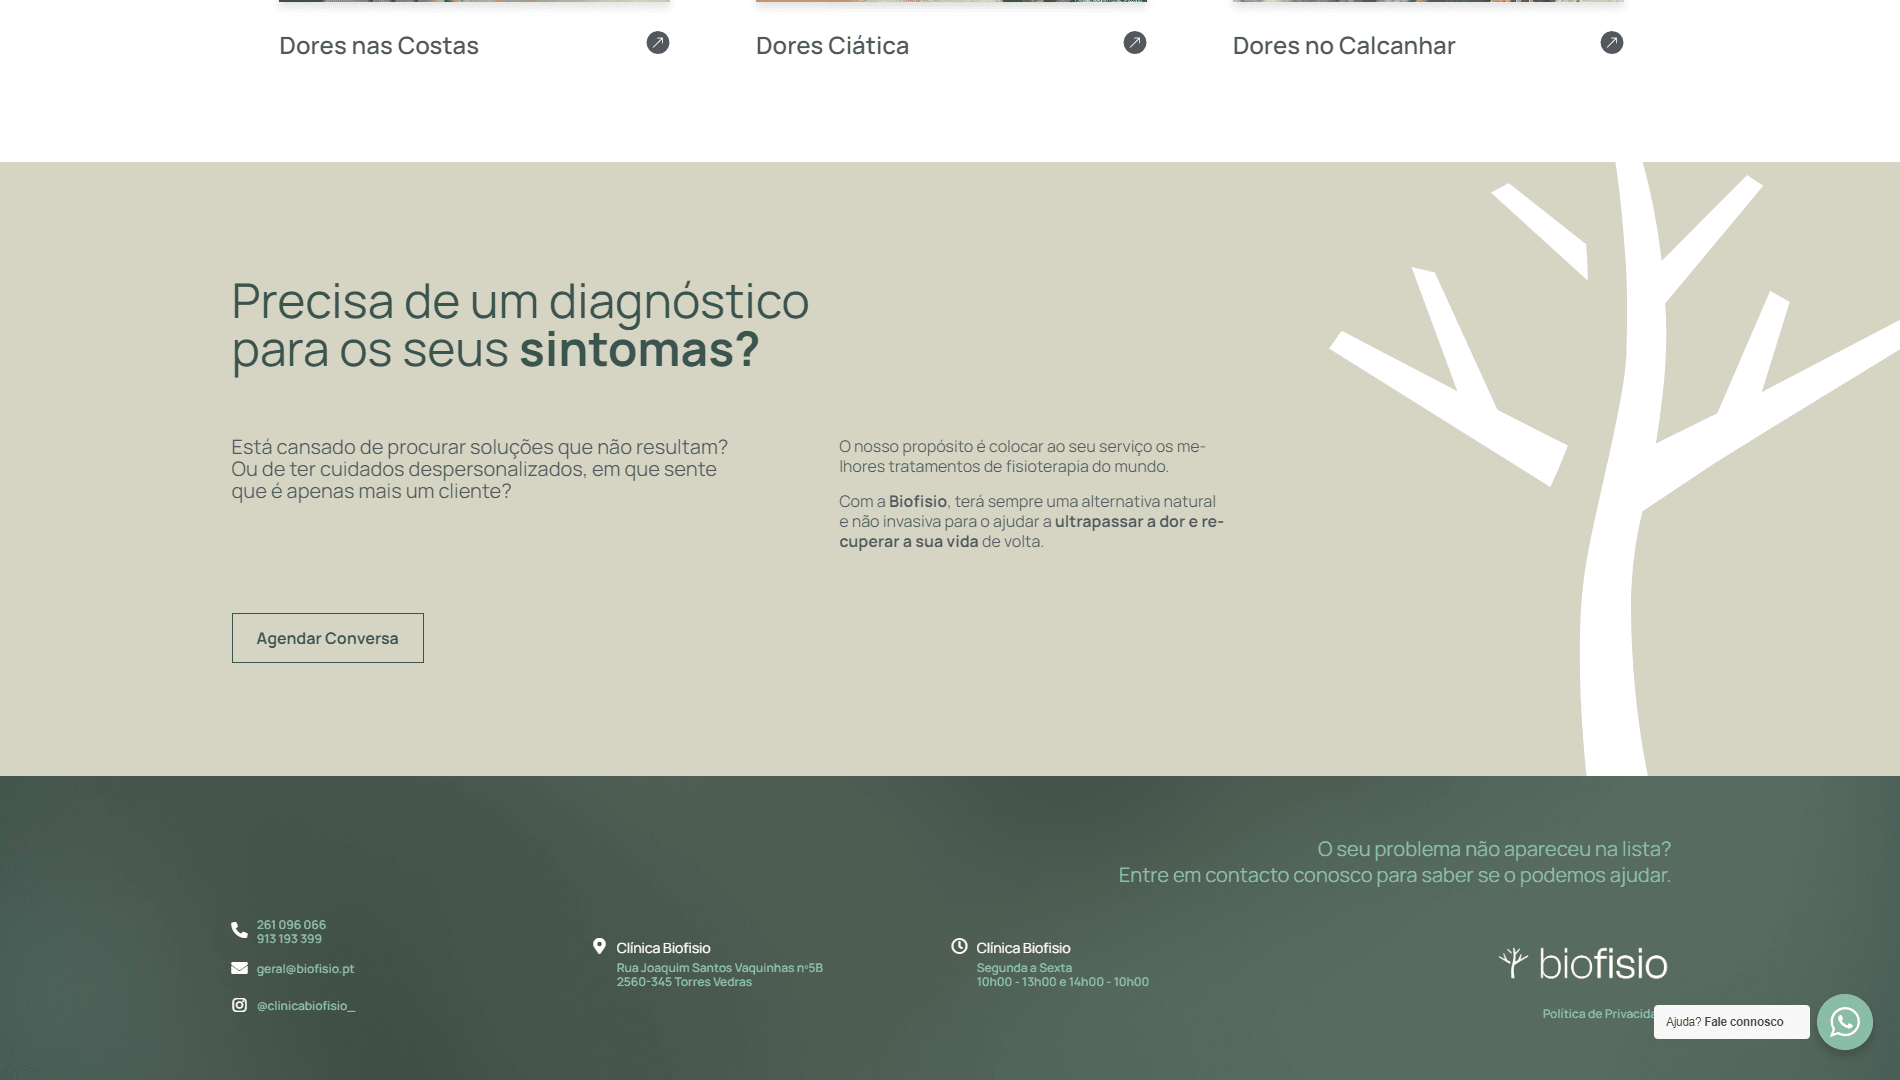 Dores nas Costas
Dores Ciática
Dores no Calcanhar
Precisa de um diagnóstico
para os seus sintomas?
Está cansado de procurar soluções que não resultam?
Ou de ter cuidados despersonalizados, em que sente
que é apenas mais um cliente?
O nosso propósito é colocar ao seu serviço os me-
lhores tratamentos de fisioterapia do mundo.
Com a Biofisio, terá sempre uma alternativa natural
e não invasiva para o ajudar a ultrapassar a dor e re-
cuperar a sua vida de volta.
Agendar Conversa
O seu problema não apareceu na lista?
Entre em contacto conosco para saber se o podemos ajudar.
261 096 066
913 193 399
geral@biofisio.pt
@clinicabiofisio_
Clínica Biofisio
Rua Joaquim Santos Vaquinhas nº5B
2560-345 Torres Vedras
Clínica Biofisio
Segunda a Sexta
10h00 - 13h00 e 14h00 - 10h00
biofisio
Política de
Ajuda? Fale connosco